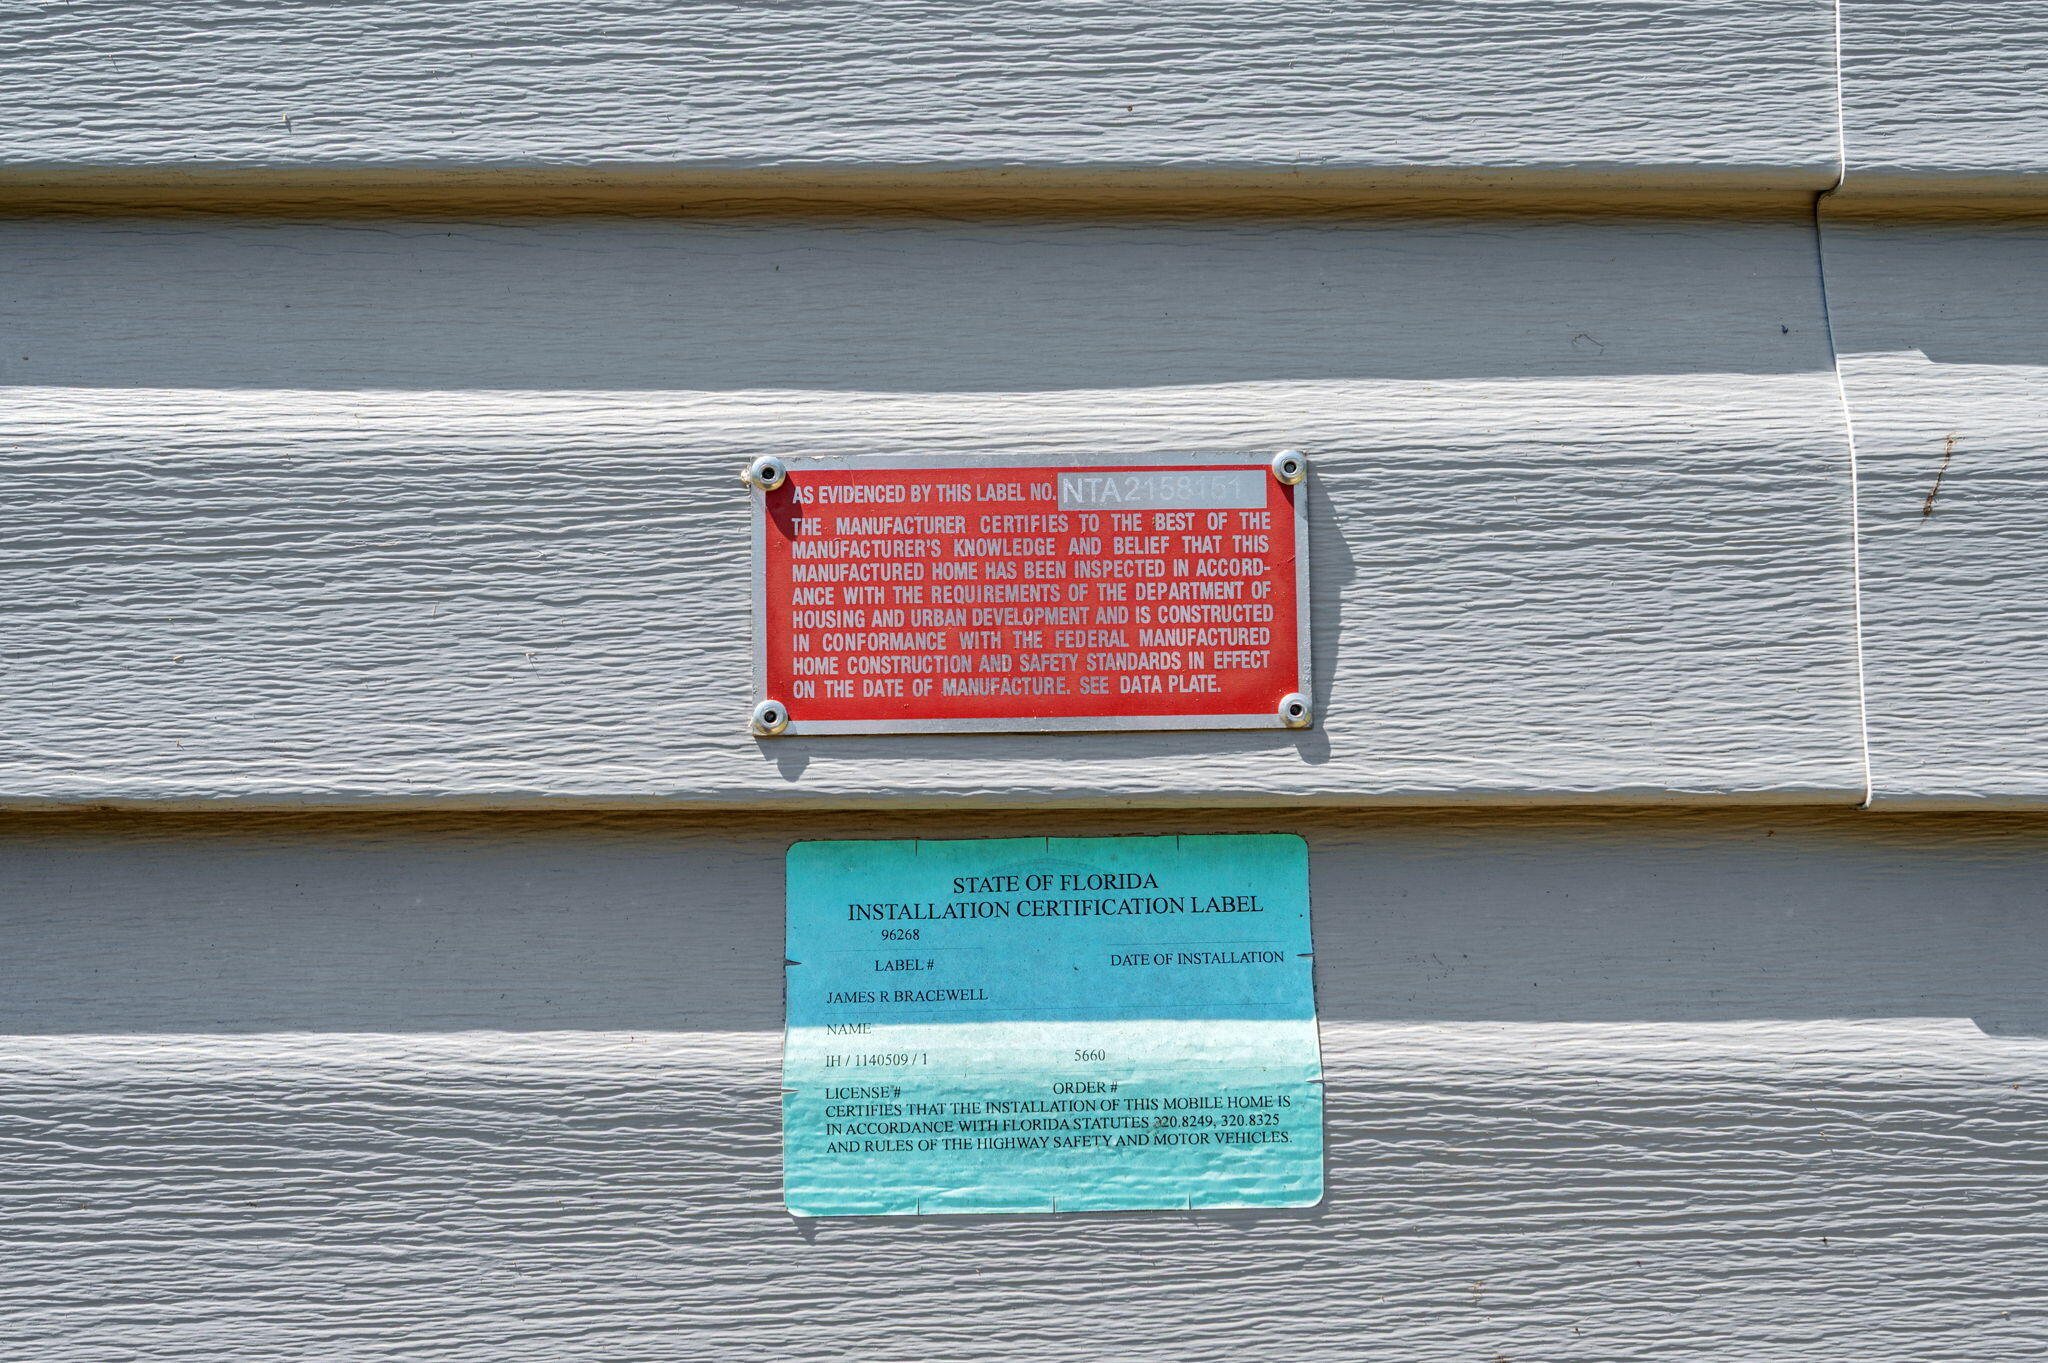 AS EVIDENCED BY THIS LABEL NO. NTA2158151
THE MANUFACTURER CERTIFIES TO THE BEST OF THE
MANUFACTURER'S KNOWLEDGE AND BELIEF THAT THIS
MANUFACTURED HOME HAS BEEN INSPECTED IN ACCORD-
ANCE WITH THE REQUIREMENTS OF THE DEPARTMENT OF
HOUSING AND URBAN DEVELOPMENT AND IS CONSTRUCTED
IN CONFORMANCE WITH THE FEDERAL MANUFACTURED
HOME CONSTRUCTION AND SAFETY STANDARDS IN EFFECT
ON THE DATE OF MANUFACTURE. SEE DATA PLATE.
STATE OF FLORIDA
INSTALLATION CERTIFICATION LABEL
96268
LABEL # DATE OF INSTALLATION
JAMES R BRACEWELL
NAME
IH / 1140509 / 1 5660
LICENSE # ORDER #
CERTIFIES THAT THE INSTALLATION OF THIS MOBILE HOME IS
IN ACCORDANCE WITH FLORIDA STATUTES 320.8249, 320.8325
AND RULES OF THE HIGHWAY SAFETY AND MOTOR VEHICLES.